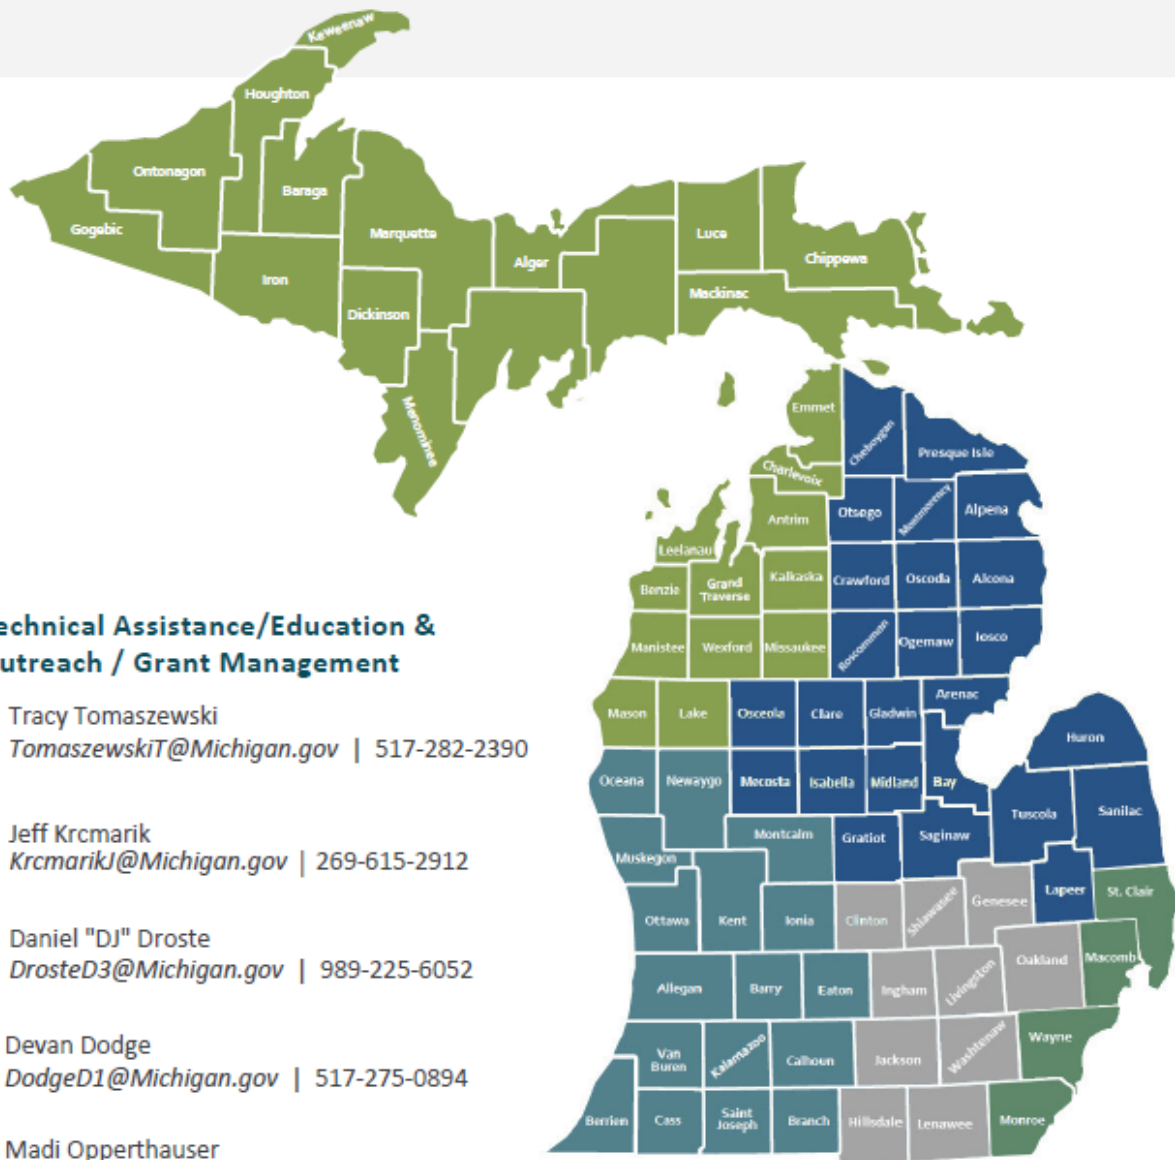 Keweenaw
Houghton
Ontonagon
Baraga
Gogebic
Marquette
Luce
Alger
Chippewa
Iron
Mackinac
Dickinson
Menominee
Emmet
Cheboygan
Presque Isle
Charlevoix
Antrim
Otsego
Montmorency
Alpena
Leelanau
Benzie
Grand
Traverse
Kalkaska
Crawford
Oscoda
Alcona
echnical Assistance/Education &
utreach / Grant Management
Manistee
Wexford
Missaukee
Roscommon
Ogemaw
Iosco
Tracy Tomaszewski
TomaszewskiT@Michigan.gov | 517-282-2390
Mason
Lake
Osceola
Clare
Gladwin
Arenac
Huron
Oceana
Newaygo
Mecosta
Isabella
Midland
Bay
Tuscola
Sanilac
Jeff Krcmarik
KrcmarikJ@Michigan.gov | 269-615-2912
Muskegon
Montcalm
Gratiot
Saginaw
Lapeer
St. Clair
Ottawa
Kent
Ionia
Clinton
Shiawasee
Genesee
Daniel "DJ" Droste
DrosteD3@Michigan.gov | 989-225-6052
Allegan
Barry
Eaton
Ingham
Livingston
Oakland
Macomb
Devan Dodge
DodgeD1@Michigan.gov | 517-275-0894
Van
Buren
Kalamazoo
Calhoun
Jackson
Washtenaw
Wayne
Berrien
Cass
Saint
Joseph
Branch
Hillsdale
Lenawee
Monroe
Madi Opperthauser